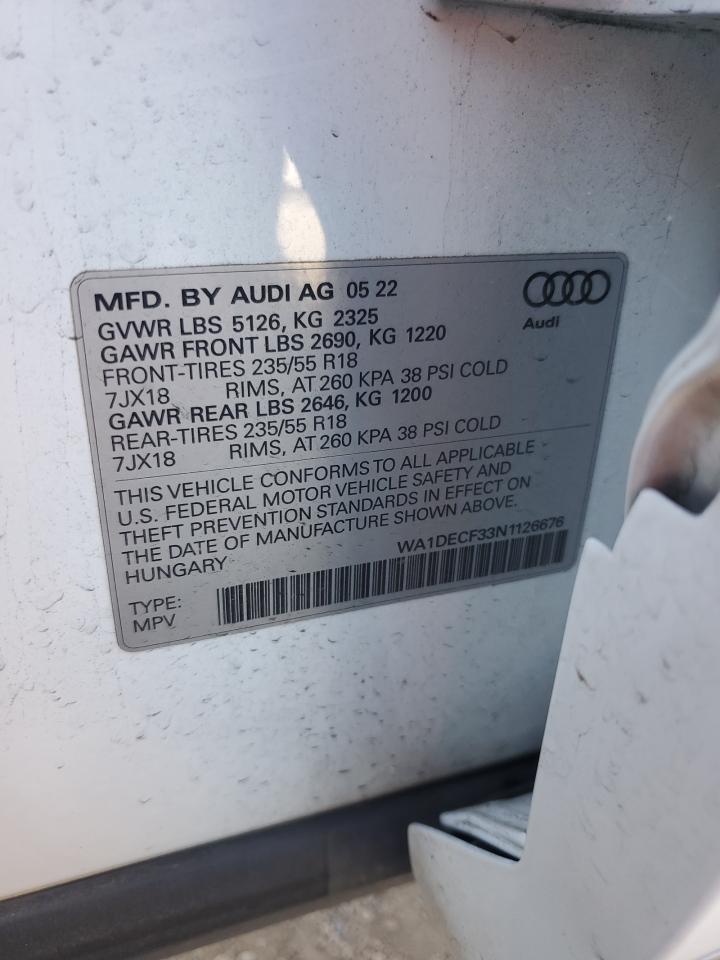 MFD. BY AUDI AG 05 22
GVWR LBS 5126, KG 2325
GAWR FRONT LBS 2690, KG 1220
FRONT-TIRES 235/55 R18
7JX18 RIMS, AT 260 KPA 38 PSI COLD
GAWR REAR LBS 2646, KG 1200
REAR-TIRES 235/55 R18
7JX18 RIMS, AT 260 KPA 38 PSI COLD
Audi
THIS VEHICLE CONFORMS TO ALL APPLICABLE
U.S. FEDERAL MOTOR VEHICLE SAFETY AND
THEFT PREVENTION STANDARDS IN EFFECT ON
THE DATE OF MANUFACTURE SHOWN ABOVE.
HUNGARY WA1DECF33N1126676
TYPE:
MPV